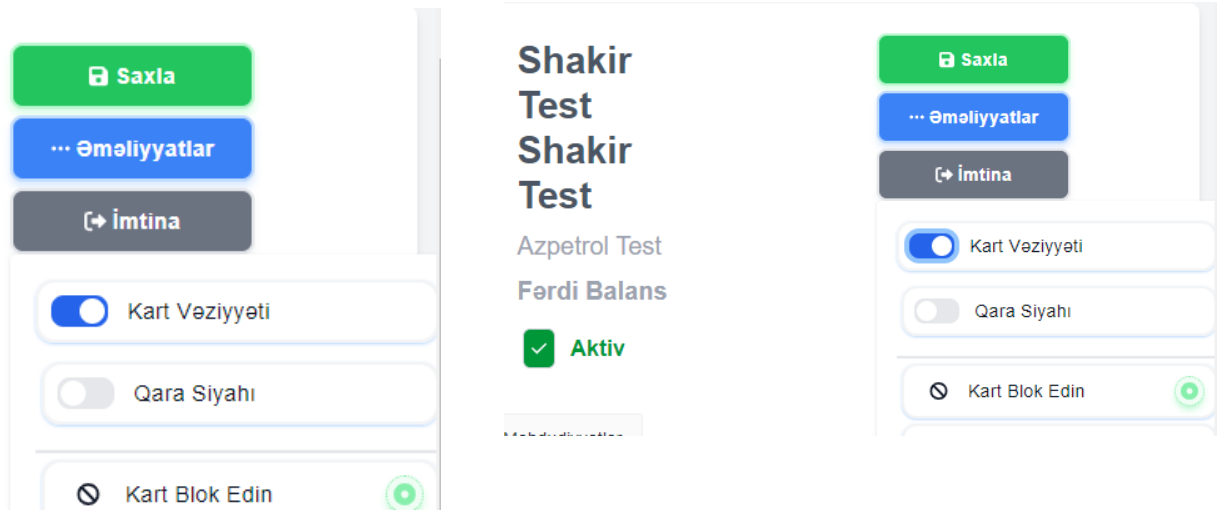 Saxla
··· Əməliyyatlar
İmtina
Kart Vəziyyəti
Qara Siyahı
Kart Blok Edin
Shakir
Test
Shakir
Test
Azpetrol Test
Fərdi Balans
Aktiv
Məhdudiyyətlər
Saxla
··· Əməliyyatlar
İmtina
Kart Vəziyyəti
Qara Siyahı
Kart Blok Edin